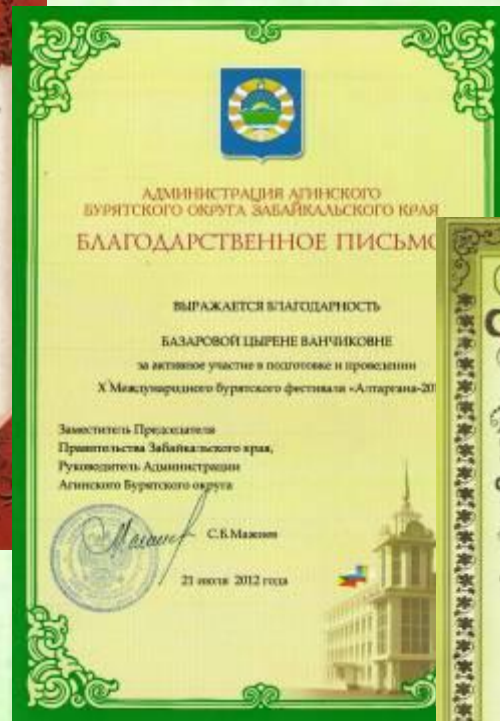 АДМИНИСТРАЦИЯ АГИНСКОГО
БУРЯТСКОГО ОКРУГА ЗАБАЙКАЛЬСКОГО КРАЯ
БЛАГОДАРСТВЕННОЕ ПИСЬМО
ВЫРАЖАЕТСЯ БЛАГОДАРНОСТЬ
БАЗАРОВОЙ ЦЫРЕНЕ ВАНЧИКОВНЕ
за активное участие в подготовке и проведении
X Международного бурятского фестиваля «Алтаргана-20
Заместитель Председателя
Правительства Забайкальского края,
Руководитель Администрации
Агинского Бурятского округа
С.Б.Мажиев
21 июля 2012 года
С